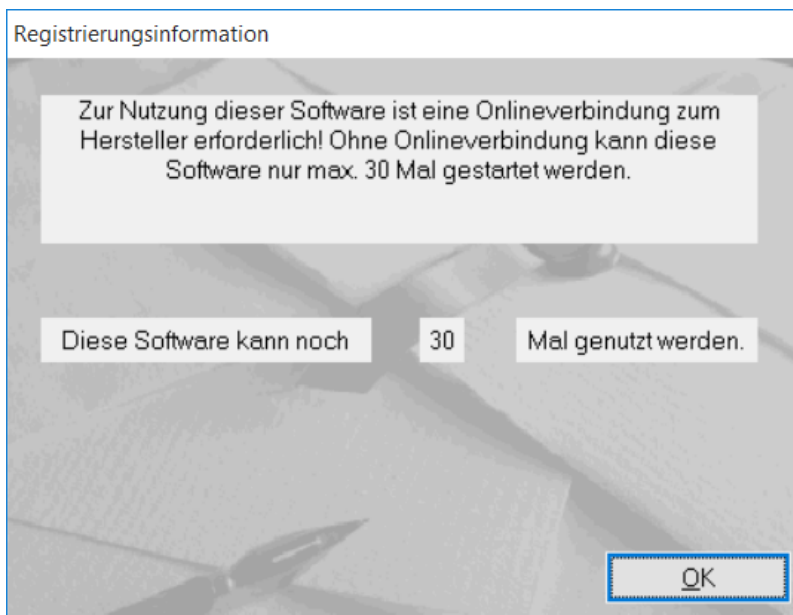 Registrierungsinformation
Zur Nutzung dieser Software ist eine Onlineverbindung zum
Hersteller erforderlich! Ohne Onlineverbindung kann diese
Software nur max. 30 Mal gestartet werden.
Diese Software kann noch 30 Mal genutzt werden.
OK